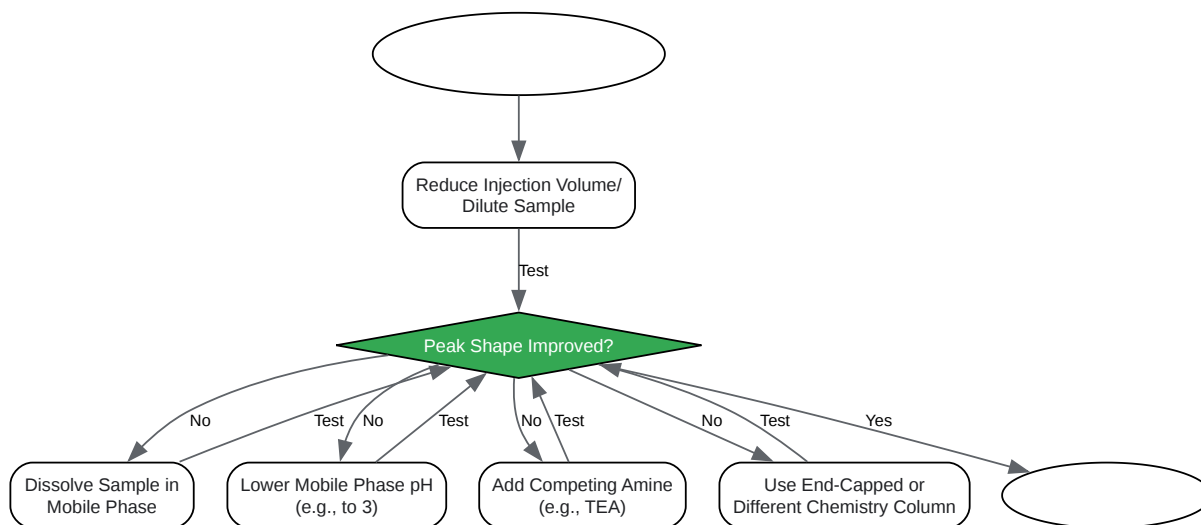 Reduce Injection Volume/
Dilute Sample
Test
Peak Shape Improved?
No
Test
No
Test
No
Test
No
Test
Yes
Dissolve Sample in
Mobile Phase
Lower Mobile Phase pH
(e.g., to 3)
Add Competing Amine
(e.g., TEA)
Use End-Capped or
Different Chemistry Column